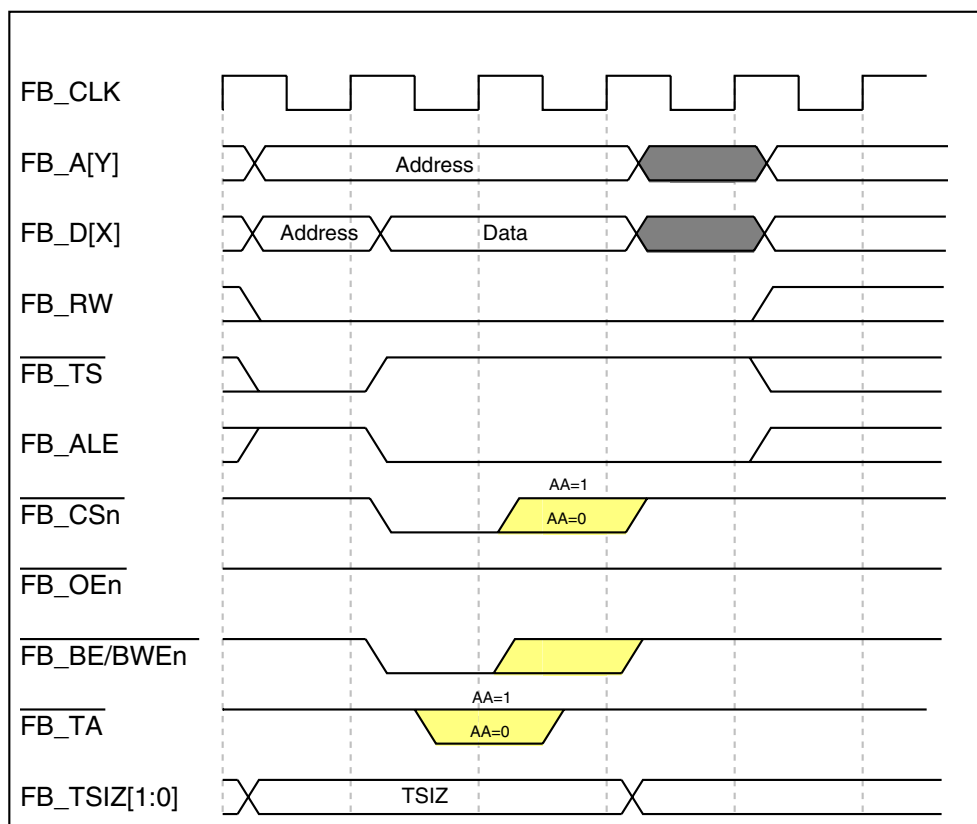 FB_CLK
FB_A[Y]
Address
FB_D[X]
Address
Data
FB_RW
FB_TS
FB_ALE
AA=1
FB_CSn
AA=0
FB_OEn
FB_BE/BWEn
AA=1
FB_TA
AA=0
FB_TSIZ[1:0]
TSIZ